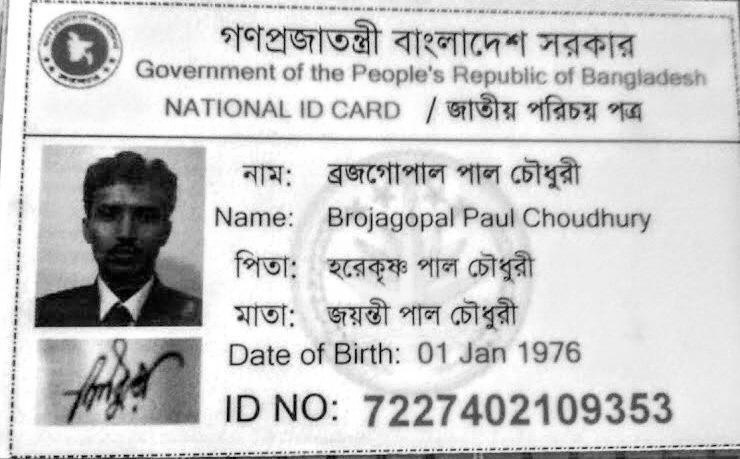 গণপ্রজাতন্ত্রী বাংলাদেশ সরকার
Government of the People's Republic of Bangladesh
NATIONAL ID CARD / জাতীয় পরিচয় পত্র
নাম: ব্রজগোপাল পাল চৌধুরী
Name: Brojagopal Paul Choudhury
পিতা: হরেকৃষ্ণ পাল চৌধুরী
মাতা: জয়ন্তী পাল চৌধুরী
Date of Birth: 01 Jan 1976
ID NO: 7227402109353